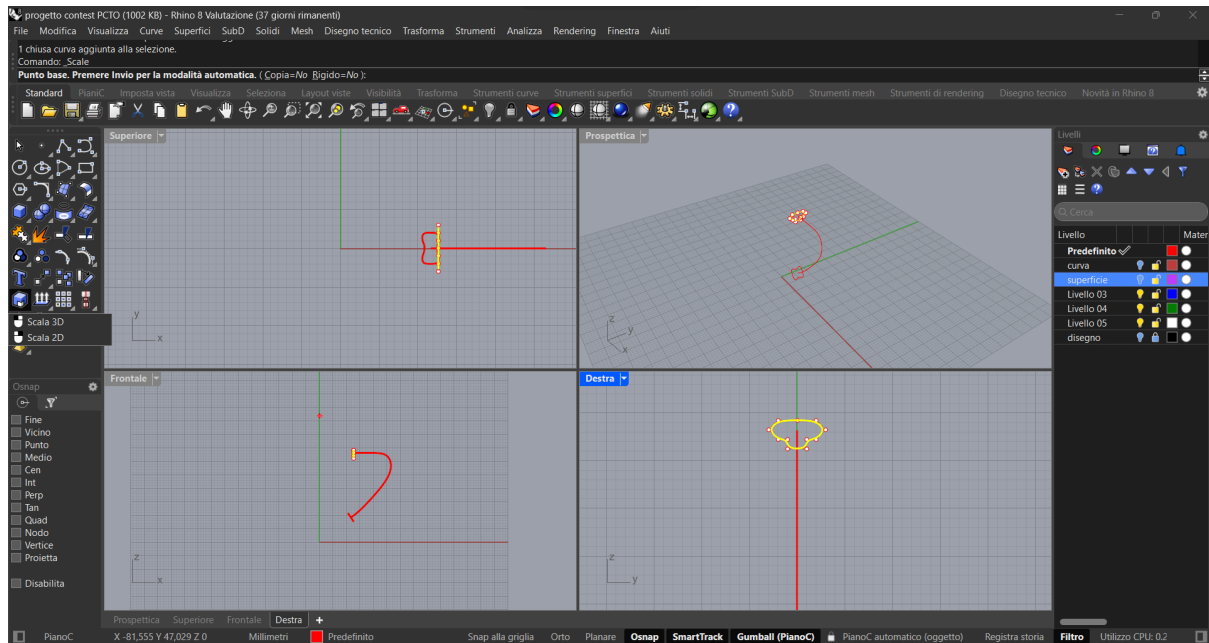 progetto contest PCTO (1002 KB) - Rhino 8 Valutazione (37 giorni rimanenti)
File Modifica Visualizza Curve Superfici SubD Solidi Mesh Disegno tecnico Trasforma Strumenti Analizza Rendering Finestra Aiuti
1 chiusa curva aggiunta alla selezione.
Comando: _Scale
Punto base. Premere Invio per la modalità automatica. ( Copia=No Rigido=No ):
Standard PianiC Imposta vista Visualizza Seleziona Layout viste Visibilità Trasforma Strumenti curve Strumenti superfici Strumenti solidi Strumenti SubD Strumenti mesh Strumenti di rendering Disegno tecnico Novità in Rhino 8
Superiore
Prospettica
Livelli
Cerca
Livello Mater
Predefinito
curva
superficie
Livello 03
Livello 04
Livello 05
disegno
y
x
z
y
x
Scala 3D
Scala 2D
Frontale
Destra
Osnap
Fine
Vicino
Punto
Medio
Cen
Int
Perp
Tan
Quad
Nodo
Vertice
Proietta
Disabilita
z
x
z
y
Prospettica Superiore Frontale Destra +
PianoC X -81,555 Y 47,029 Z 0 Millimetri Predefinito Snap alla griglia Orto Planare Osnap SmartTrack Gumball (PianoC) PianoC automatico (oggetto) Registra storia Filtro Utilizzo CPU: 0.2